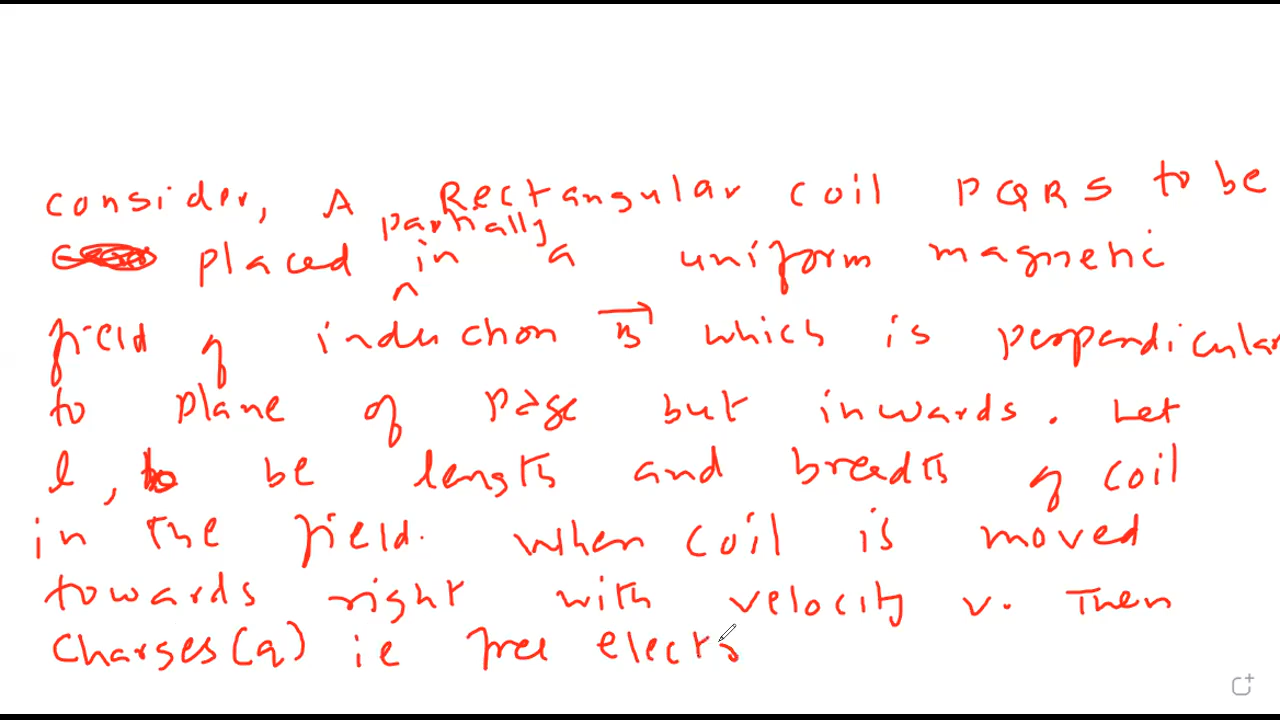 consider, A Rectangular coil PQRS to be
partially
placed in a uniform magnetic
field of induction B which is perpendicular
to plane of page but inwards. Let
l, b be length and breadth of coil
in the field. When coil is moved
towards right with velocity v. Then
Charges (q) ie free elects